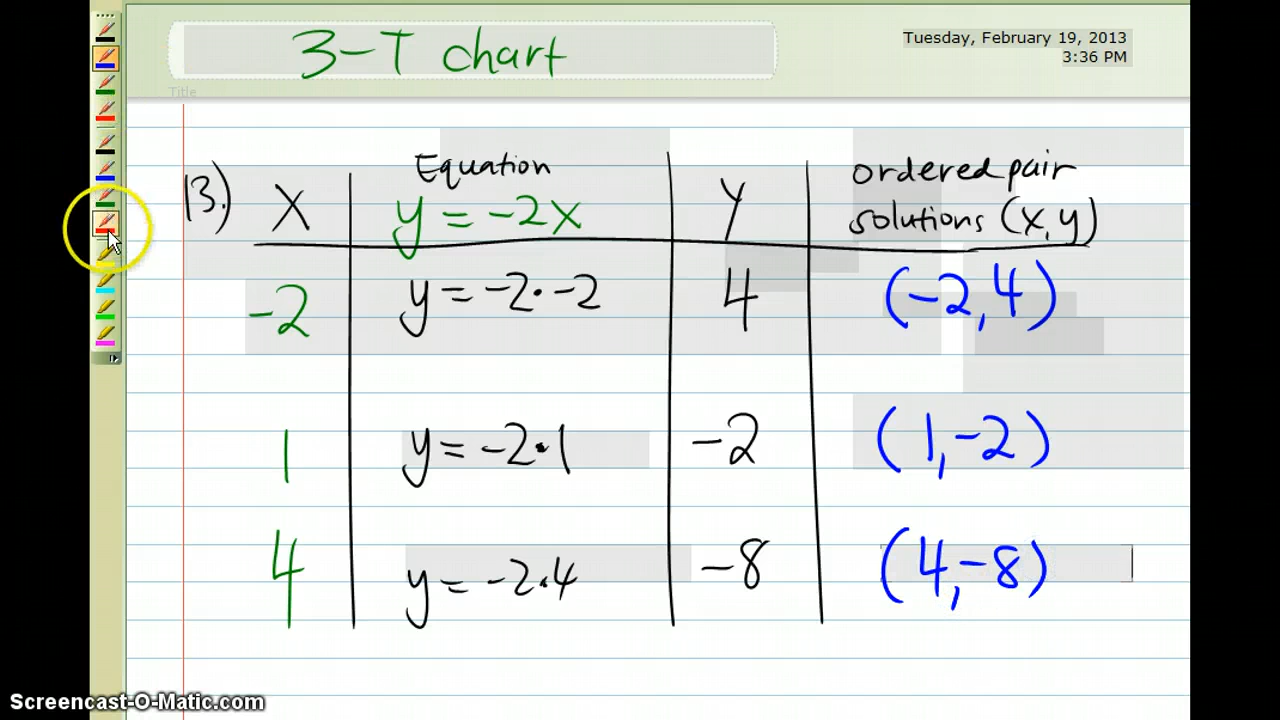 3-T chart
Tuesday, February 19, 2013
3:36 PM
Title
13.) X Equation y = -2x Y ordered pair solutions (x,y)
-2 y = -2·-2 4 (-2,4)
1 y = -2·1 -2 (1,-2)
4 y = -2·4 -8 (4,-8)
Screencast-O-Matic.com